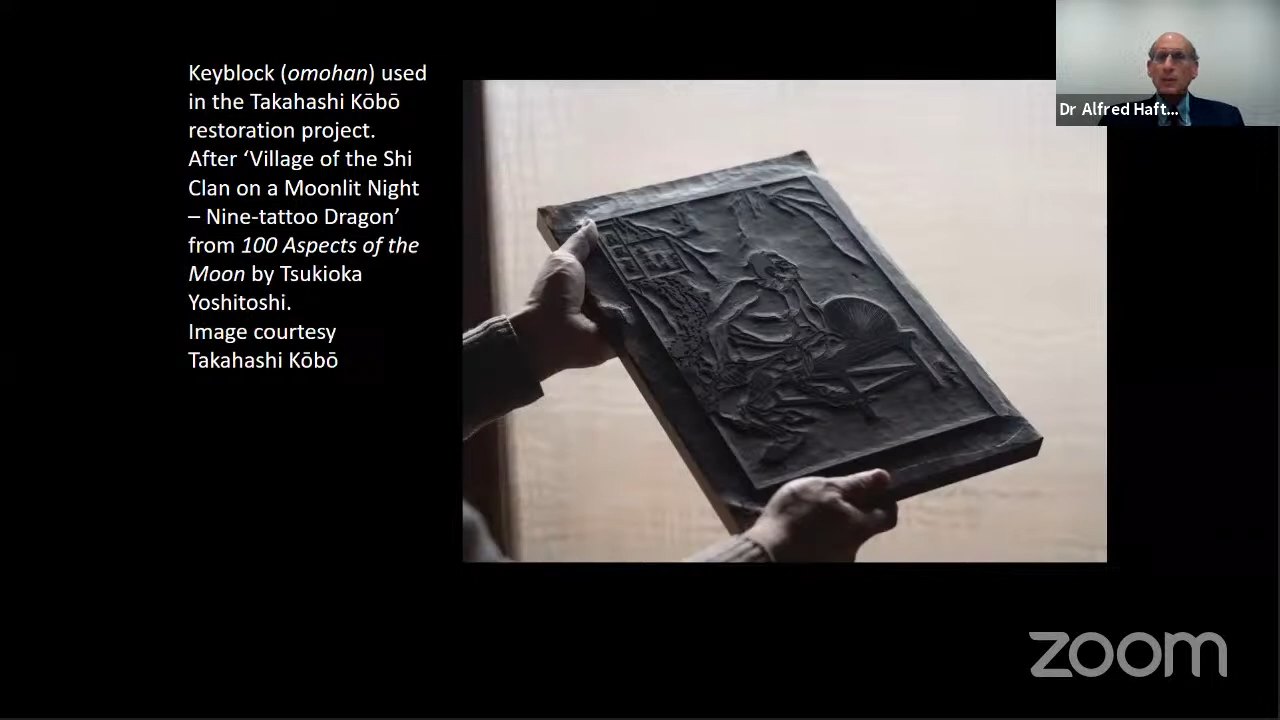 Keyblock (omohan) used
in the Takahashi Kōbō
restoration project.
After ‘Village of the Shi
Clan on a Moonlit Night
– Nine-tattoo Dragon’
from 100 Aspects of the
Moon by Tsukioka
Yoshitoshi.
Image courtesy
Takahashi Kōbō
Dr Alfred Haft...
zoom